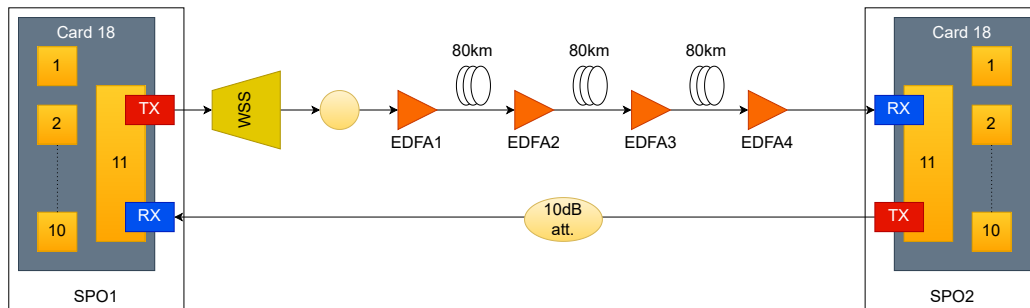 Card 18
1
2
10
11
TX
RX
SPO1
WSS
EDFA1
80km
EDFA2
80km
EDFA3
80km
EDFA4
10dB
att.
Card 18
1
2
10
11
RX
TX
SPO2